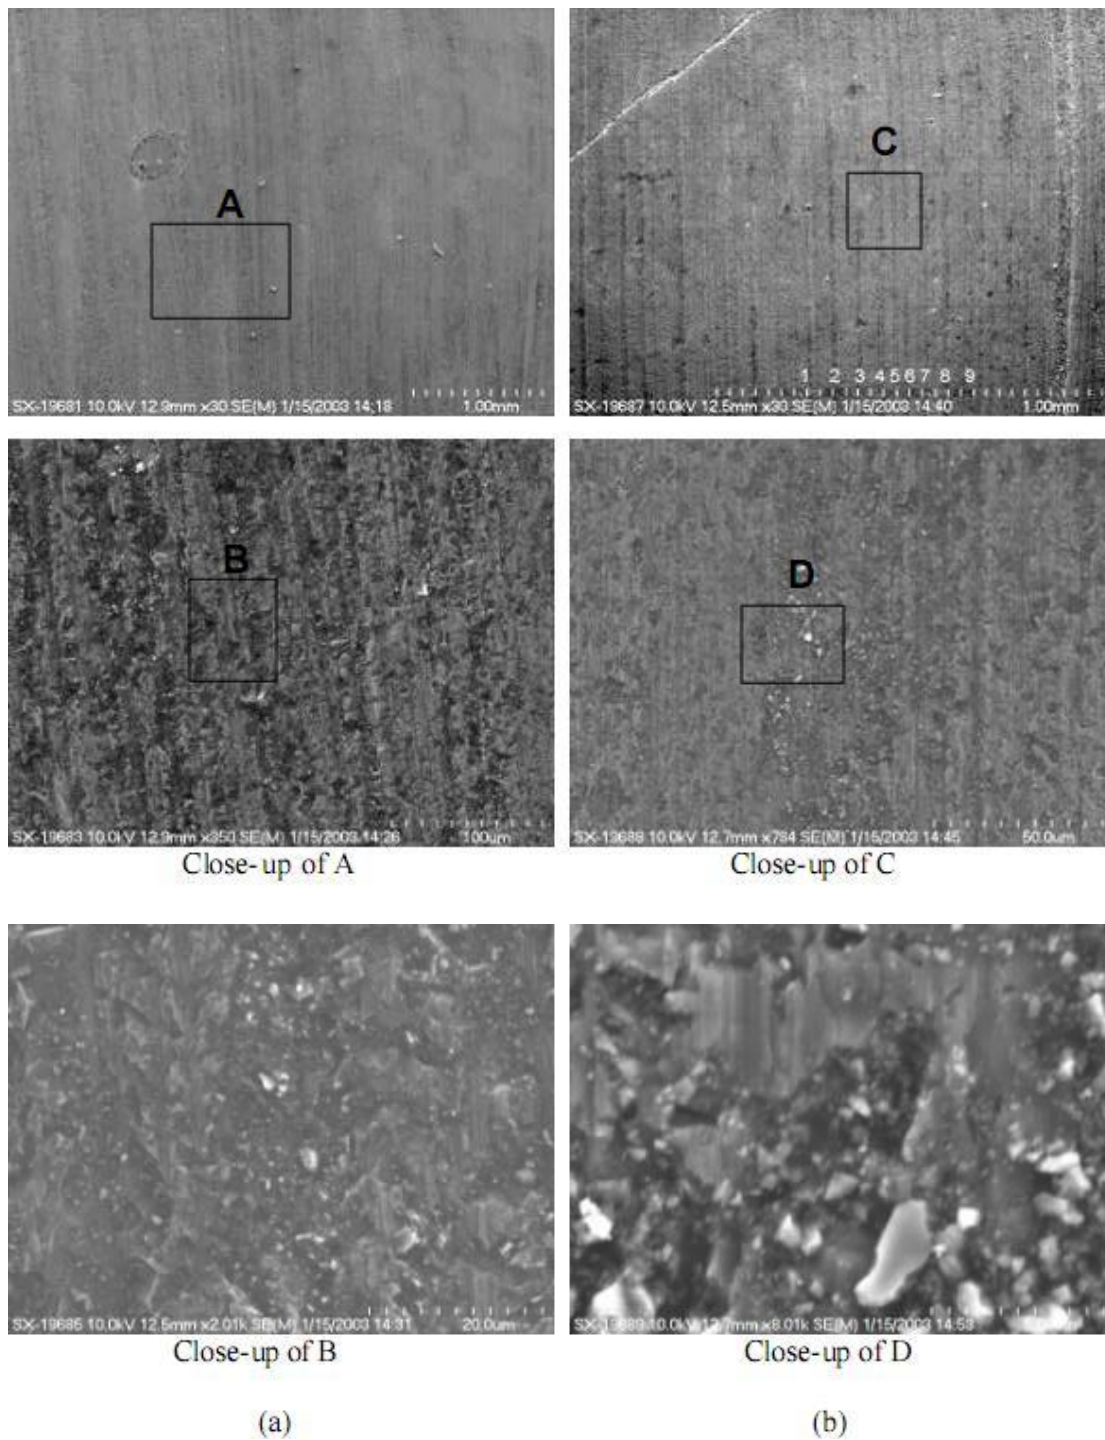 A
C
1 2 3 4 5 6 7 8 9
SX-19681 10.0kV 12.9mm x30 SE(M) 1/15/2003 14:18 1.00mm
SX-19687 10.0kV 12.5mm x30 SE(M) 1/15/2003 14:40 1.00mm
B
D
SX-19683 10.0kV 12.9mm x350 SE(M) 1/15/2003 14:26 100um
SX-19688 10.0kV 12.7mm x784 SE(M) 1/15/2003 14:45 50.0um
Close-up of A
Close-up of C
SX-19685 10.0kV 12.5mm x2.01k SE(M) 1/15/2003 14:31 20.0um
SX-19689 10.0kV 12.7mm x8.01k SE(M) 1/15/2003 14:53
Close-up of B
Close-up of D
(a)
(b)